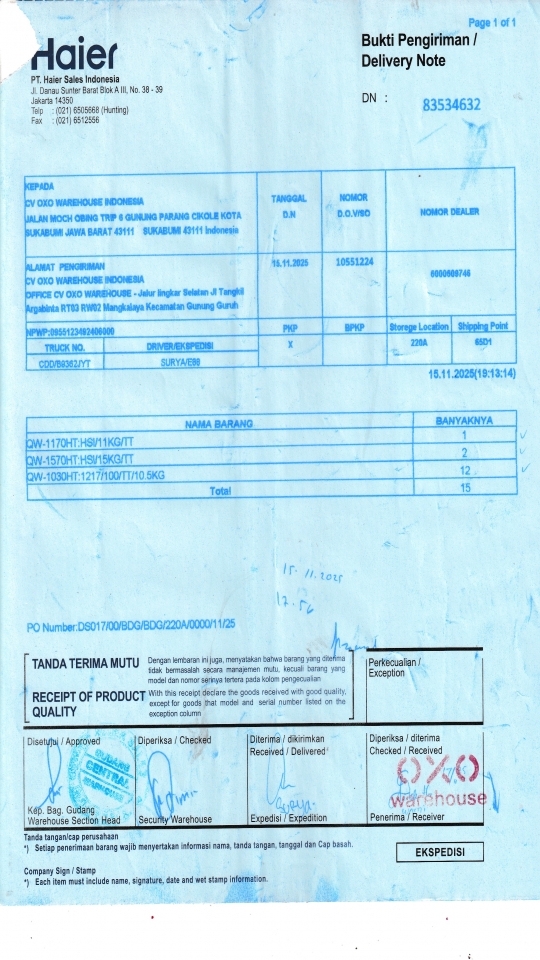 Page 1 of 1
Haier
Bukti Pengiriman /
Delivery Note
PT. Haier Sales Indonesia
Jl. Danau Sunter Barat Blok A III, No. 38 - 39
Jakarta 14350
Telp : (021) 6505668 (Hunting)
Fax : (021) 6512556
DN : 83534632
KEPADA
CV OXO WAREHOUSE INDONESIA
JALAN MOCH OBING TRIP 6 GUNUNG PARANG CIKOLE KOTA
SUKABUMI JAWA BARAT 43111 SUKABUMI 43111 Indonesia
TANGGAL
D.N
NOMOR
D.O.V/SO
NOMOR DEALER
ALAMAT PENGIRIMAN
CV OXO WAREHOUSE INDONESIA
OFFICE CV OXO WAREHOUSE - Jalur lingkar Selatan Jl Tangkil
Argabinta RT03 RW02 Mangkalaya Kecamatan Gunung Guruh
15.11.2025
10551224
NPWP:
PKP
BPKP
Storege Location
Shipping Point
TRUCK NO.
DRIVER/EKSPEDISI
X
220A
65D1
CDD/B9362JYT
SURYA/E89
15.11.2025(19:13:14)
NAMA BARANG
BANYAKNYA
QW-1170HT:HSI/11KG/TT
1
QW-1570HT:HSI/15KG/TT
2
QW-1030HT:1217/100/TT/10.5KG
12
Total
15
15.11.2025
17.56
PO Number:DS017/00/BDG/BDG/220A/0000/11/25
TANDA TERIMA MUTU
Dengan lembaran ini juga, menyatakan bahwa barang yang diterima
tidak bermasalah secara manajemen mutu, kecuali barang yang
model dan nomor serinya tertera pada kolom pengecualian
RECEIPT OF PRODUCT
QUALITY
With this receipt declare the goods received with good quality,
except for goods that model and serial number listed on the
exception column
Perkecualian /
Exception
Disetujui / Approved
Diperiksa / Checked
Diterima / dikirimkan
Received / Delivered
Diperiksa / diterima
Checked / Received
GUDANG
CENTRAL
OXO
warehouse
Kep. Bag. Gudang
Warehouse Section Head
Security Warehouse
Expedisi / Expedition
Penerima / Receiver
Tanda tangan/cap perusahaan
*) Setiap penerimaan barang wajib menyertakan informasi nama, tanda tangan, tanggal dan Cap basah.
EKSPEDISI
Company Sign / Stamp
*) Each item must include name, signature, date and wet stamp information.